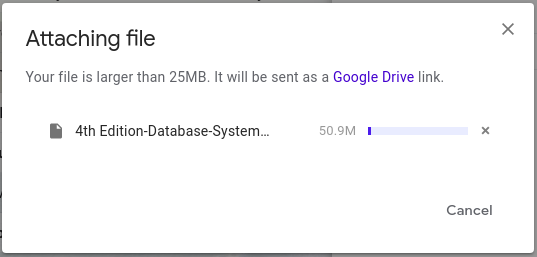 Attaching file
Your file is larger than 25MB. It will be sent as a Google Drive link.
4th Edition-Database-System… 50.9M
Cancel